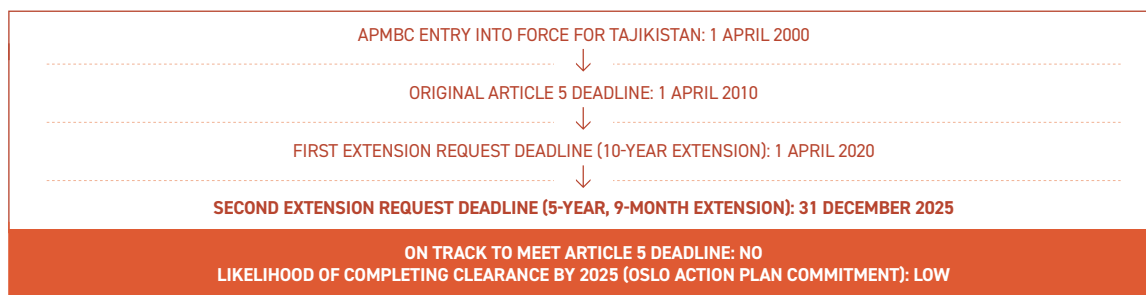 APMBC ENTRY INTO FORCE FOR TAJIKISTAN: 1 APRIL 2000
ORIGINAL ARTICLE 5 DEADLINE: 1 APRIL 2010
FIRST EXTENSION REQUEST DEADLINE (10-YEAR EXTENSION): 1 APRIL 2020
SECOND EXTENSION REQUEST DEADLINE (5-YEAR, 9-MONTH EXTENSION): 31 DECEMBER 2025
ON TRACK TO MEET ARTICLE 5 DEADLINE: NO
LIKELIHOOD OF COMPLETING CLEARANCE BY 2025 (OSLO ACTION PLAN COMMITMENT): LOW